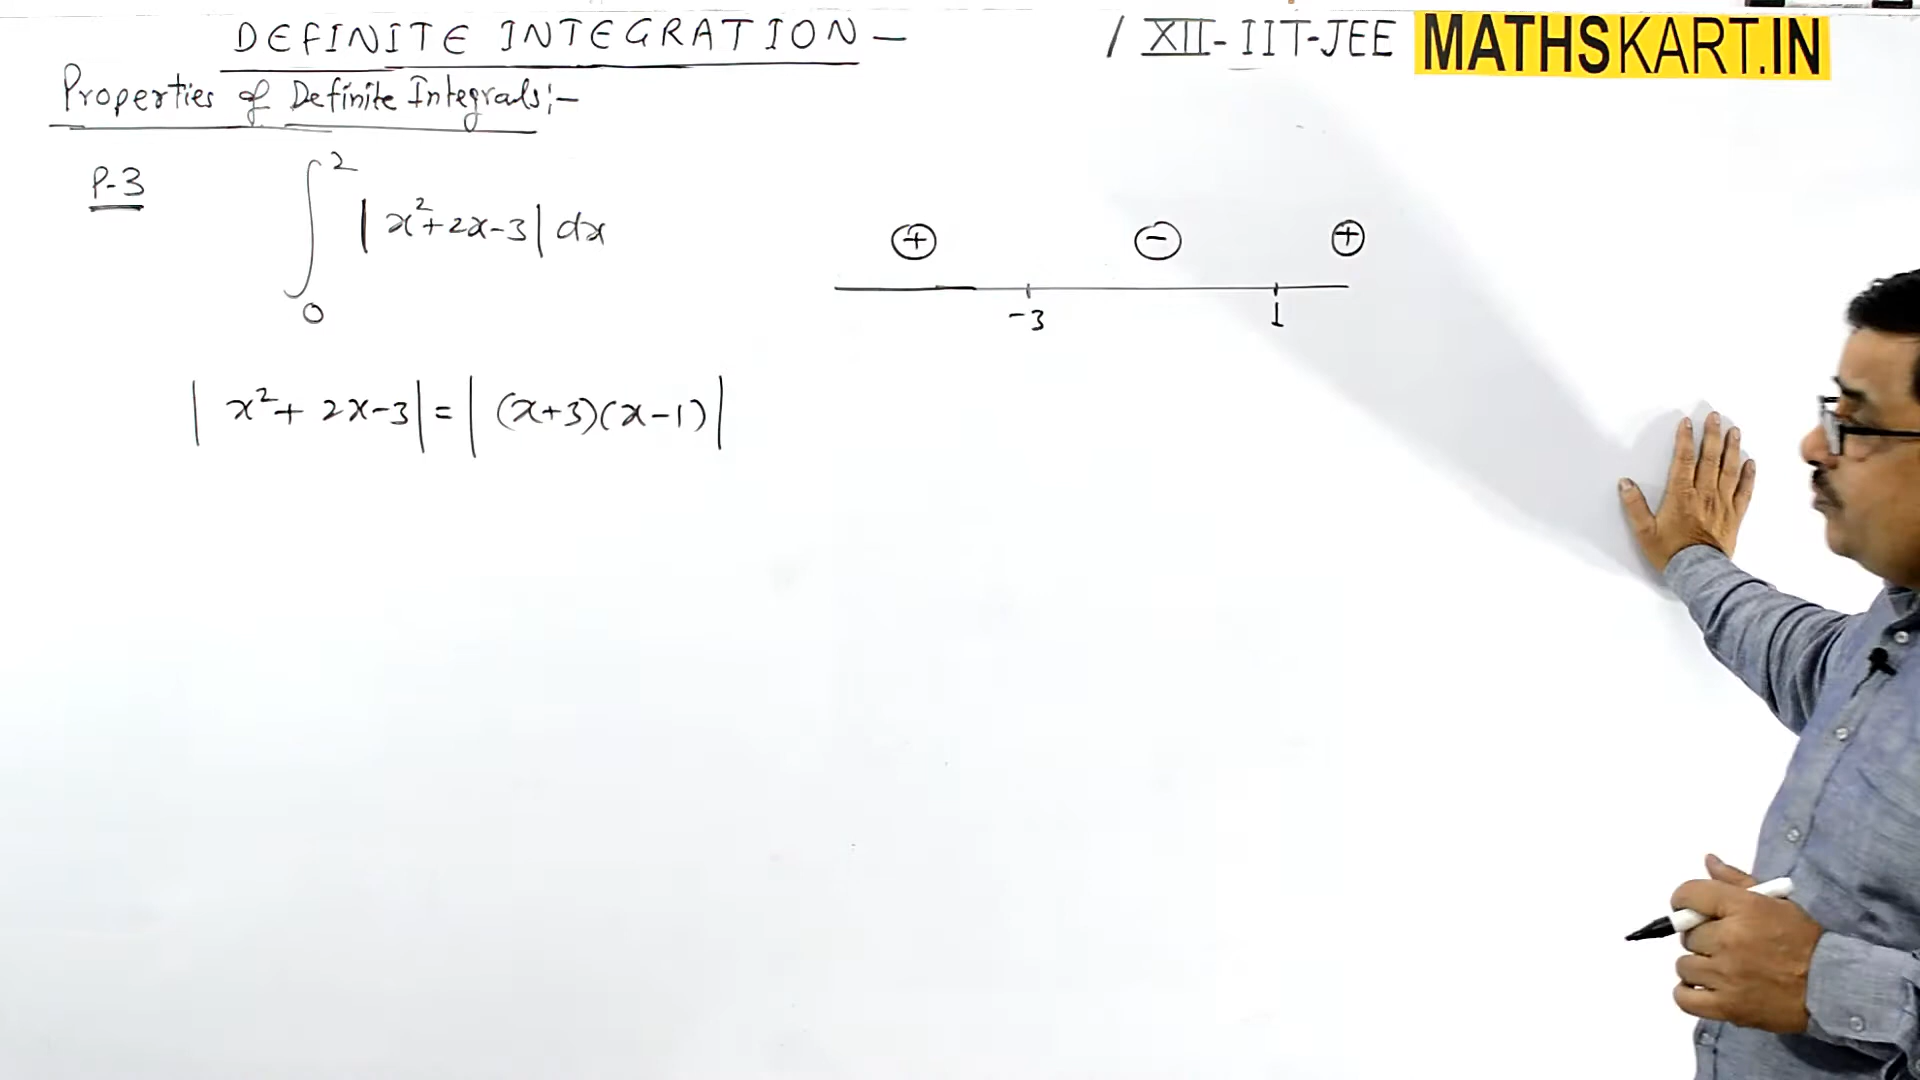 DEFINITE INTEGRATION — / XII-IIT-JEE MATHSKART.IN
Properties of Definite Integrals:-
P-3 ∫₀² |x²+2x-3| dx
⊕ ⊖ ⊕
-3 1
|x²+2x-3| = |(x+3)(x-1)|